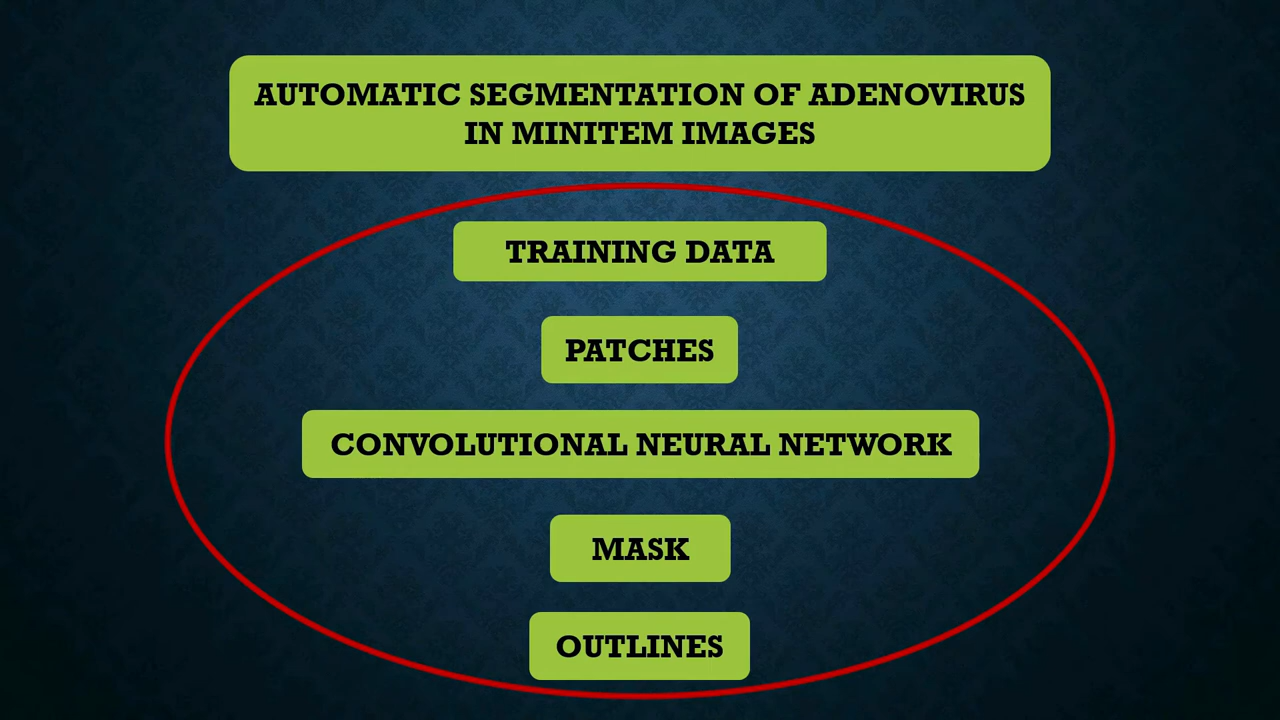 AUTOMATIC SEGMENTATION OF ADENOVIRUS
IN MINITEM IMAGES
TRAINING DATA
PATCHES
CONVOLUTIONAL NEURAL NETWORK
MASK
OUTLINES